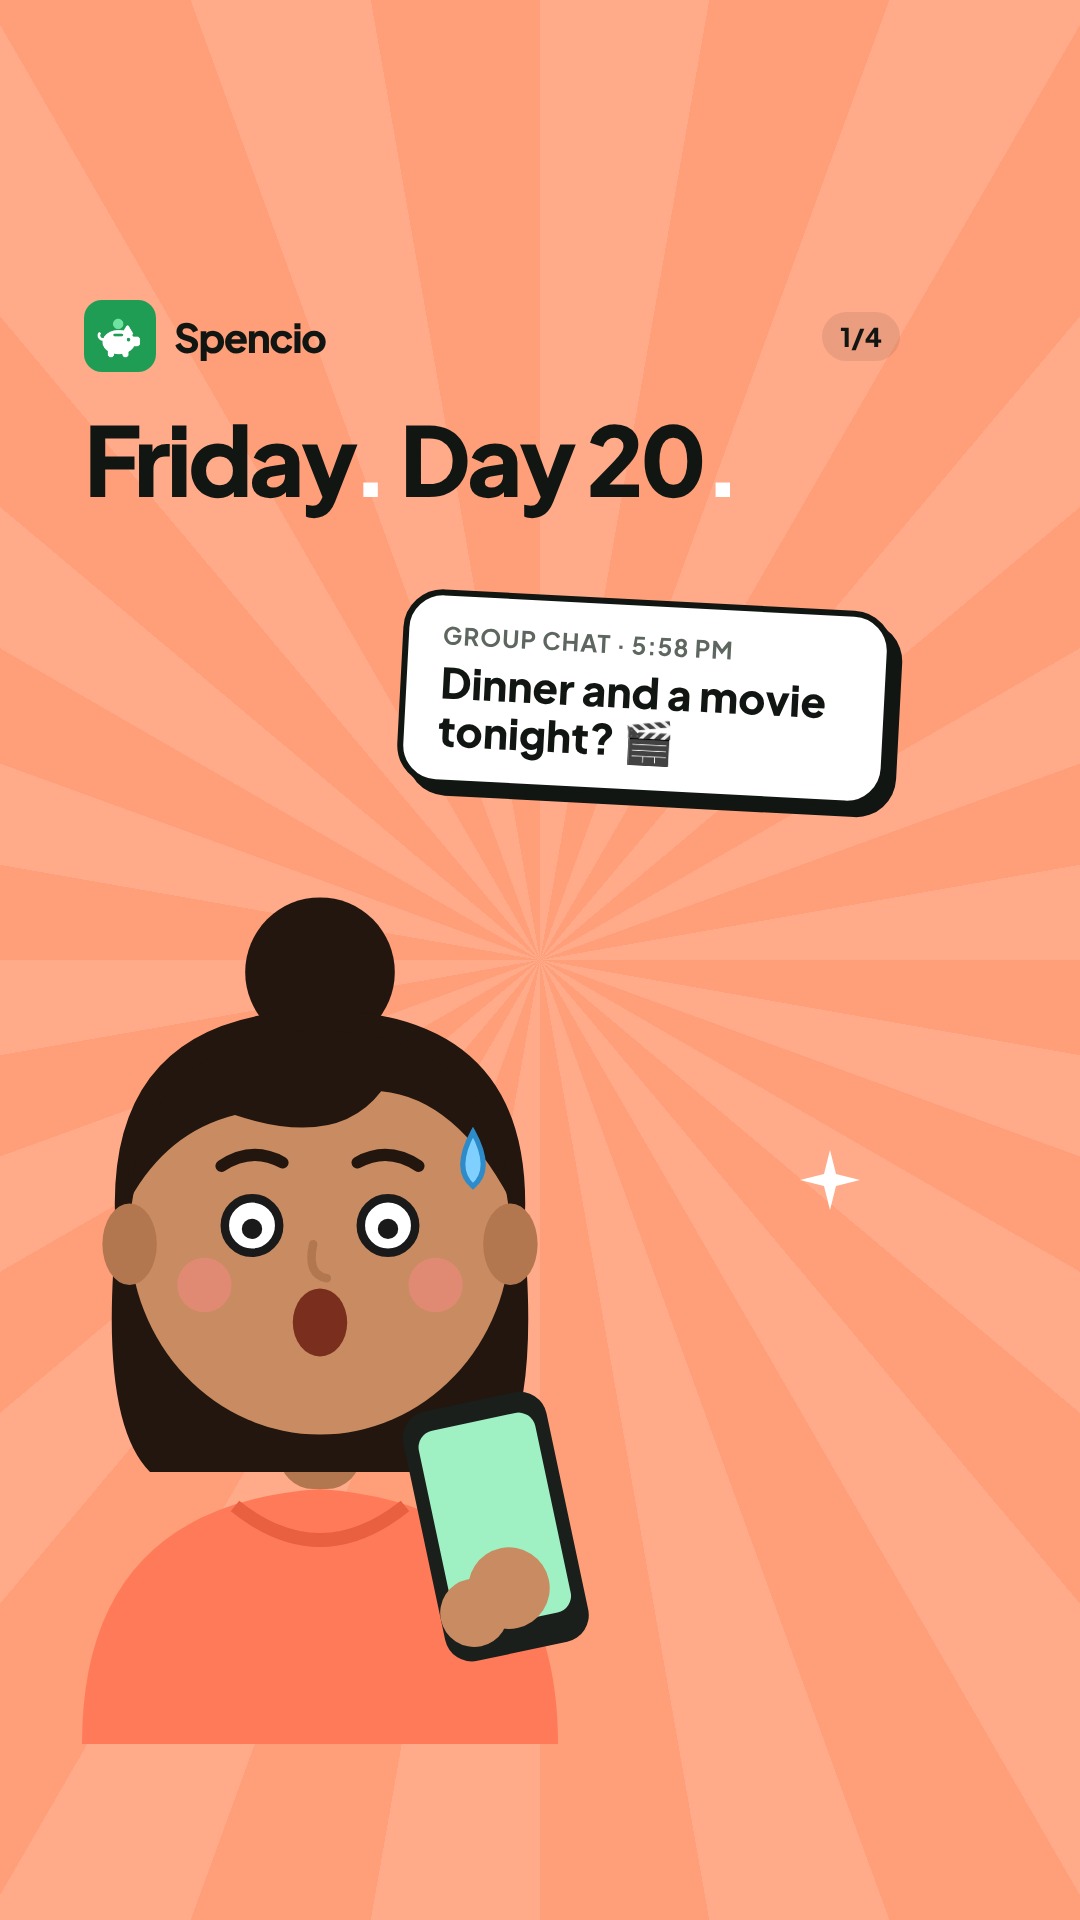 Spencio
1/4
Friday. Day 20.
GROUP CHAT · 5:58 PM
Dinner and a movie
tonight? 🎬